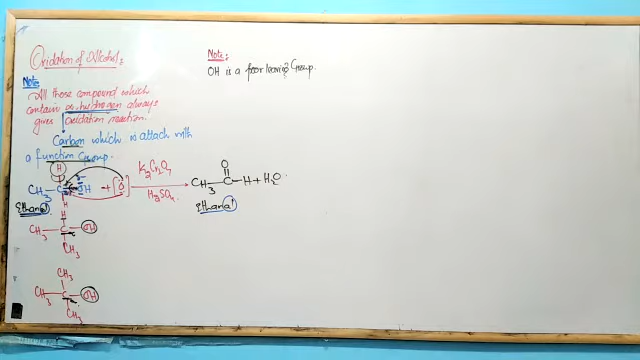 Oxidation of Alcohol:
Note
All those compound which
contain α-hydrogen always
gives oxidation reaction.
Carbon which is attach with
a function Group.
H
CH3 C OH + [O] K2Cr2O7 H2SO4 CH3 C H + H2O
O
Ethanol
Ethanal
H
H
CH3 C OH
CH3
CH3
CH3 C OH
CH3
Note:
OH is a poor leaving Group.